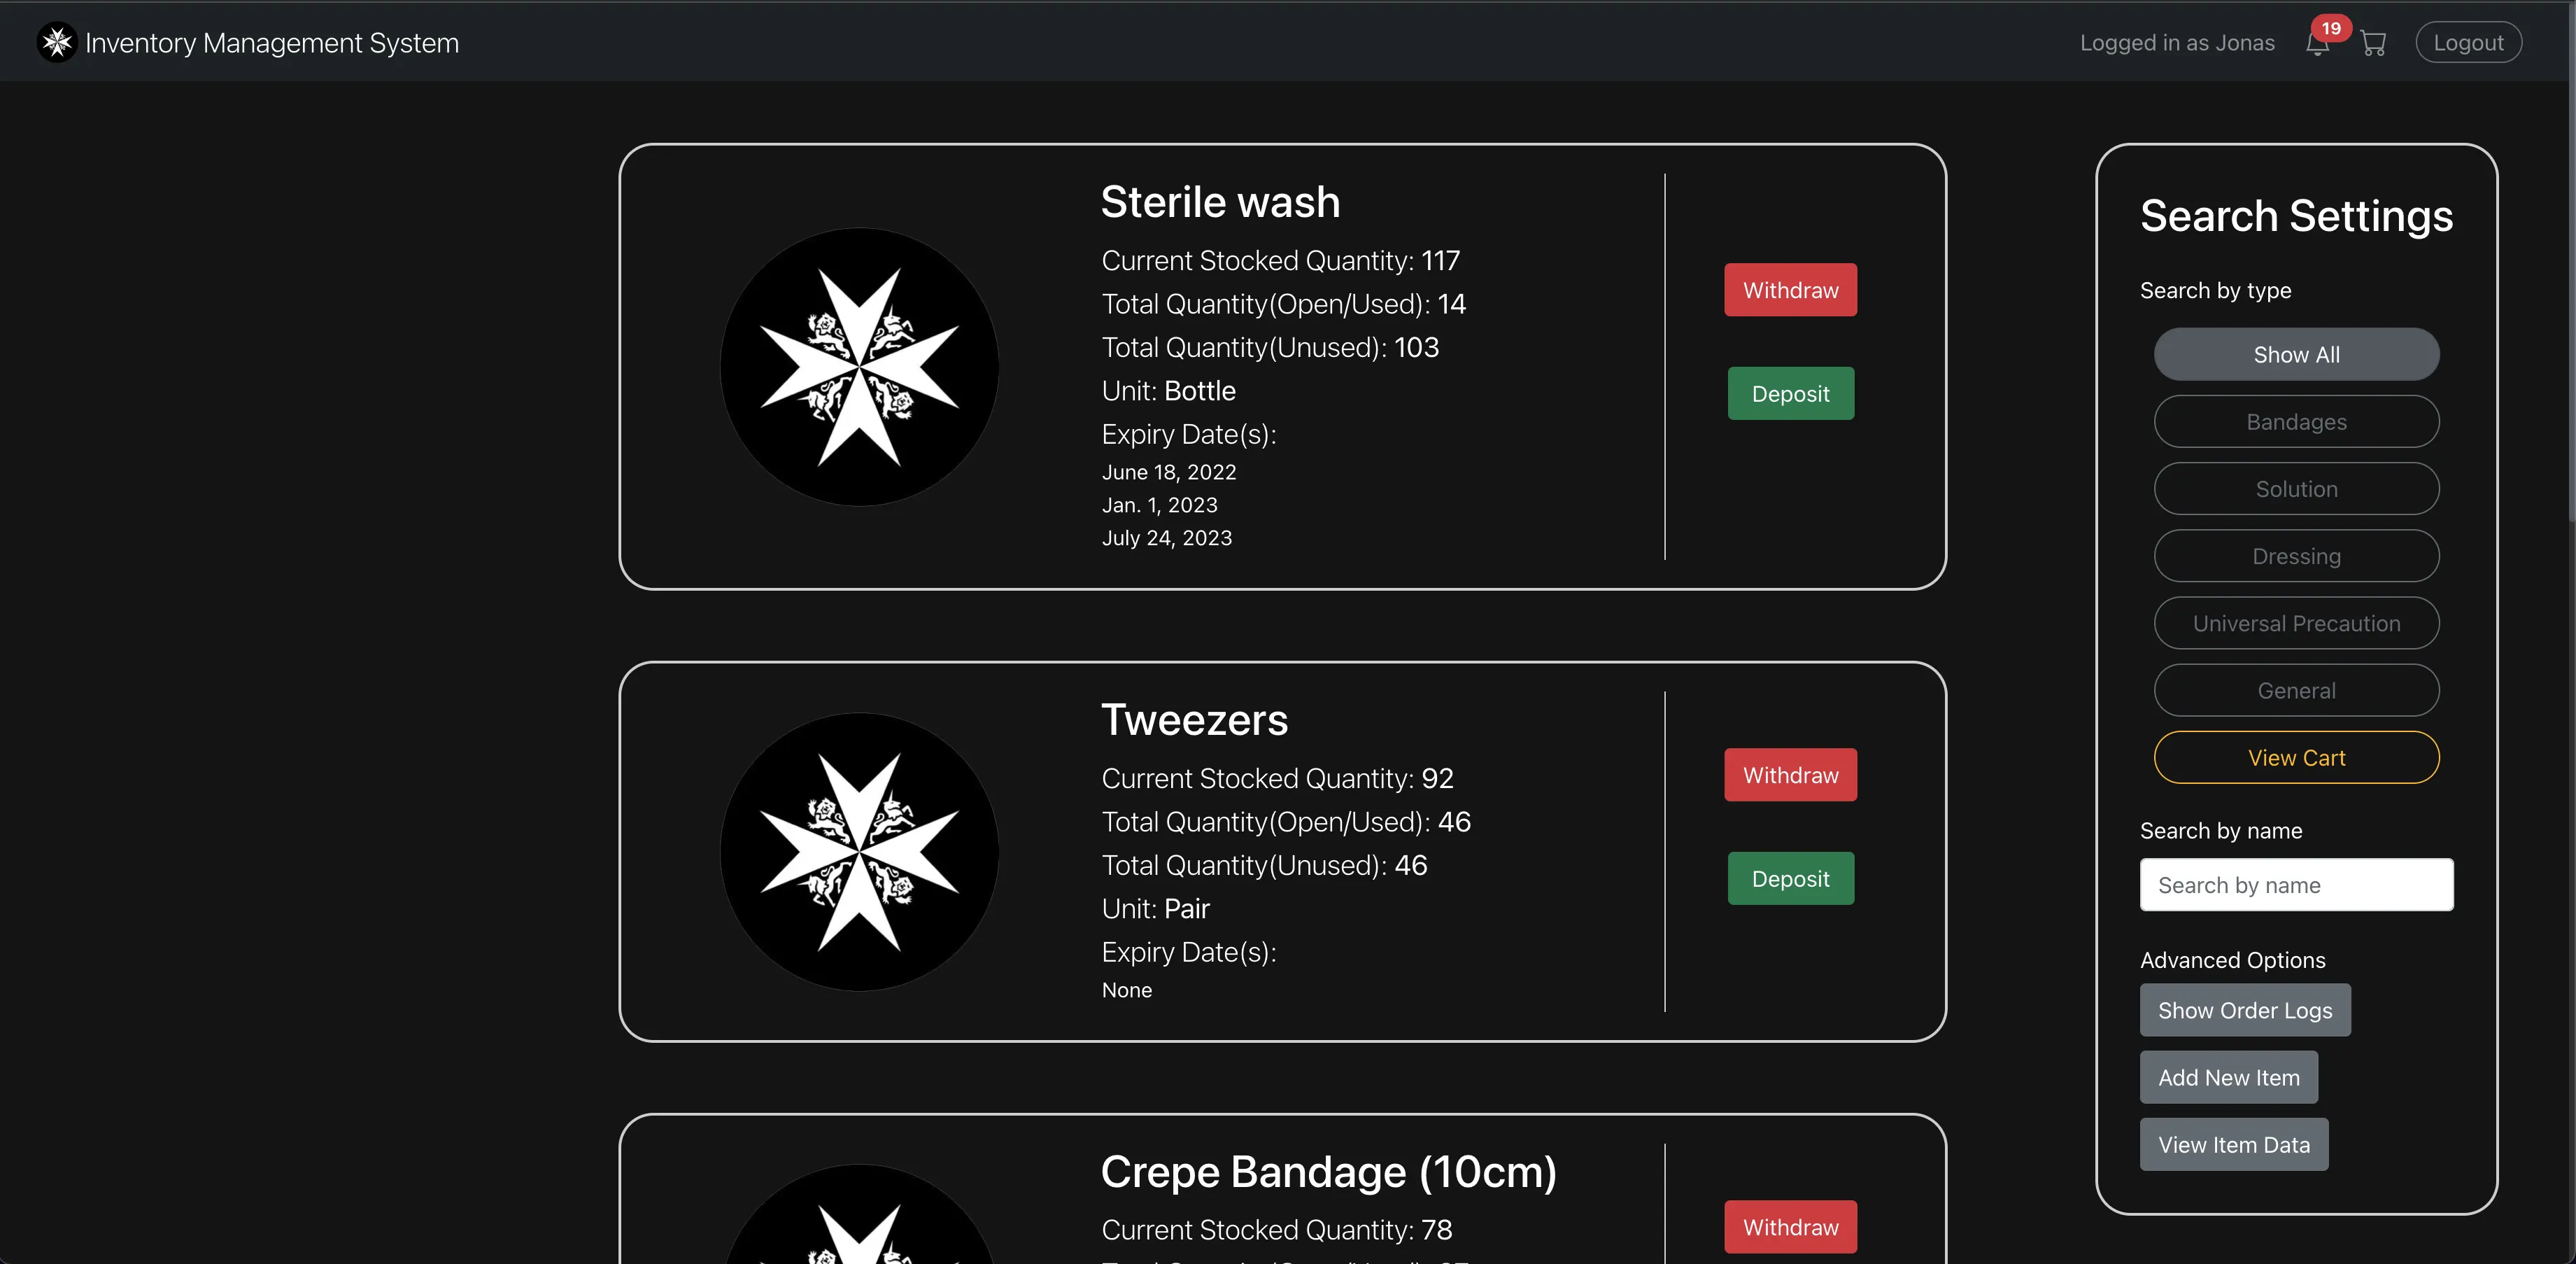 Inventory Management System
Logged in as Jonas
19
Logout
Sterile wash
Current Stocked Quantity: 117
Total Quantity(Open/Used): 14
Total Quantity(Unused): 103
Unit: Bottle
Expiry Date(s):
June 18, 2022
Jan. 1, 2023
July 24, 2023
Withdraw
Deposit
Tweezers
Current Stocked Quantity: 92
Total Quantity(Open/Used): 46
Total Quantity(Unused): 46
Unit: Pair
Expiry Date(s):
None
Withdraw
Deposit
Crepe Bandage (10cm)
Current Stocked Quantity: 78
Withdraw
Search Settings
Search by type
Show All
Bandages
Solution
Dressing
Universal Precaution
General
View Cart
Search by name
Search by name
Advanced Options
Show Order Logs
Add New Item
View Item Data